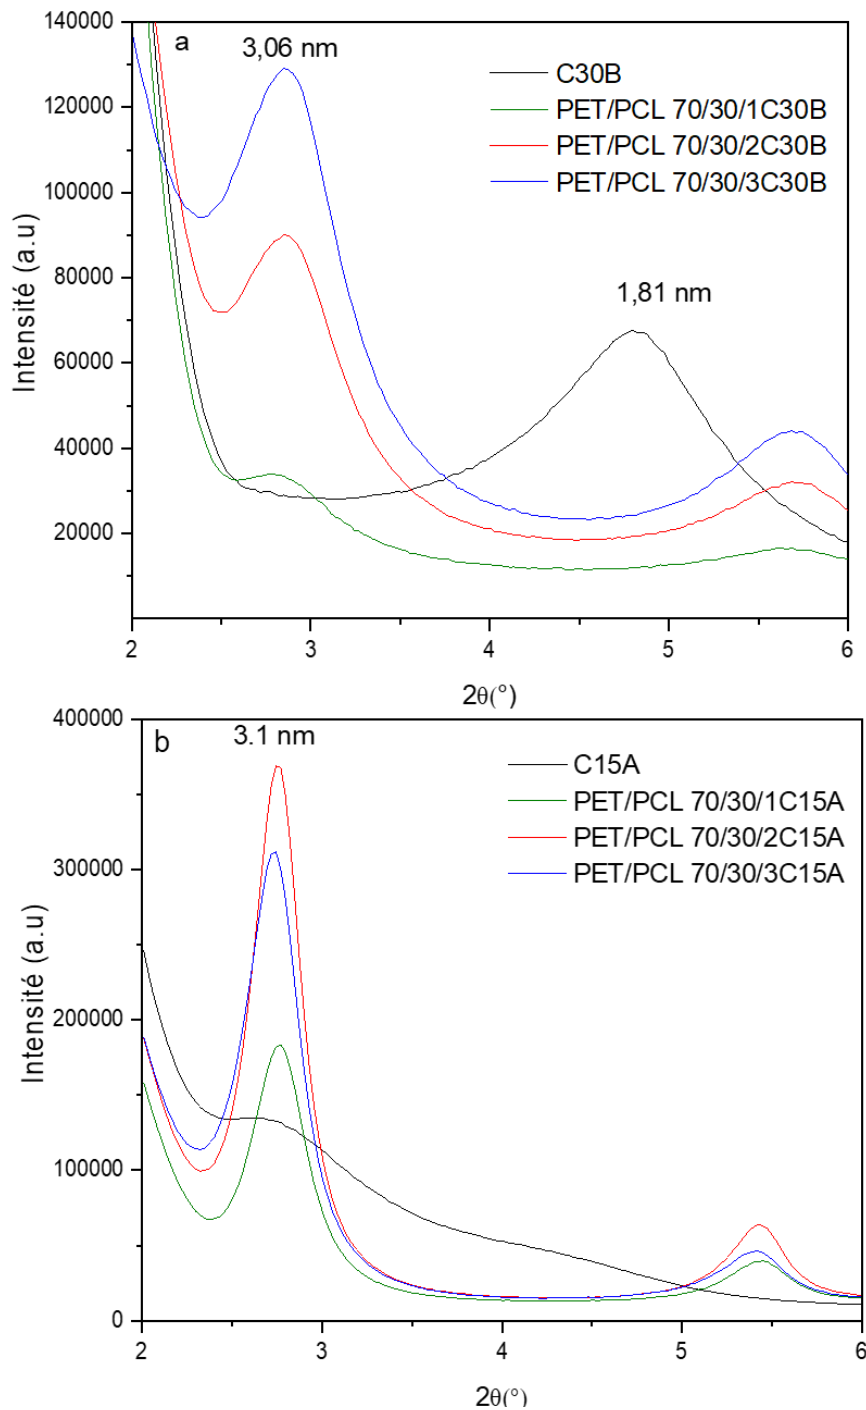 140000
a
3,06 nm
C30B
120000
PET/PCL 70/30/1C30B
PET/PCL 70/30/2C30B
100000
PET/PCL 70/30/3C30B
80000
1,81 nm
60000
40000
20000
Intensité (a.u)
2 3 4 5 6
2θ(°)
400000
b
3.1 nm
C15A
PET/PCL 70/30/1C15A
PET/PCL 70/30/2C15A
300000
PET/PCL 70/30/3C15A
200000
100000
0
Intensité (a.u)
2 3 4 5 6
2θ(°)